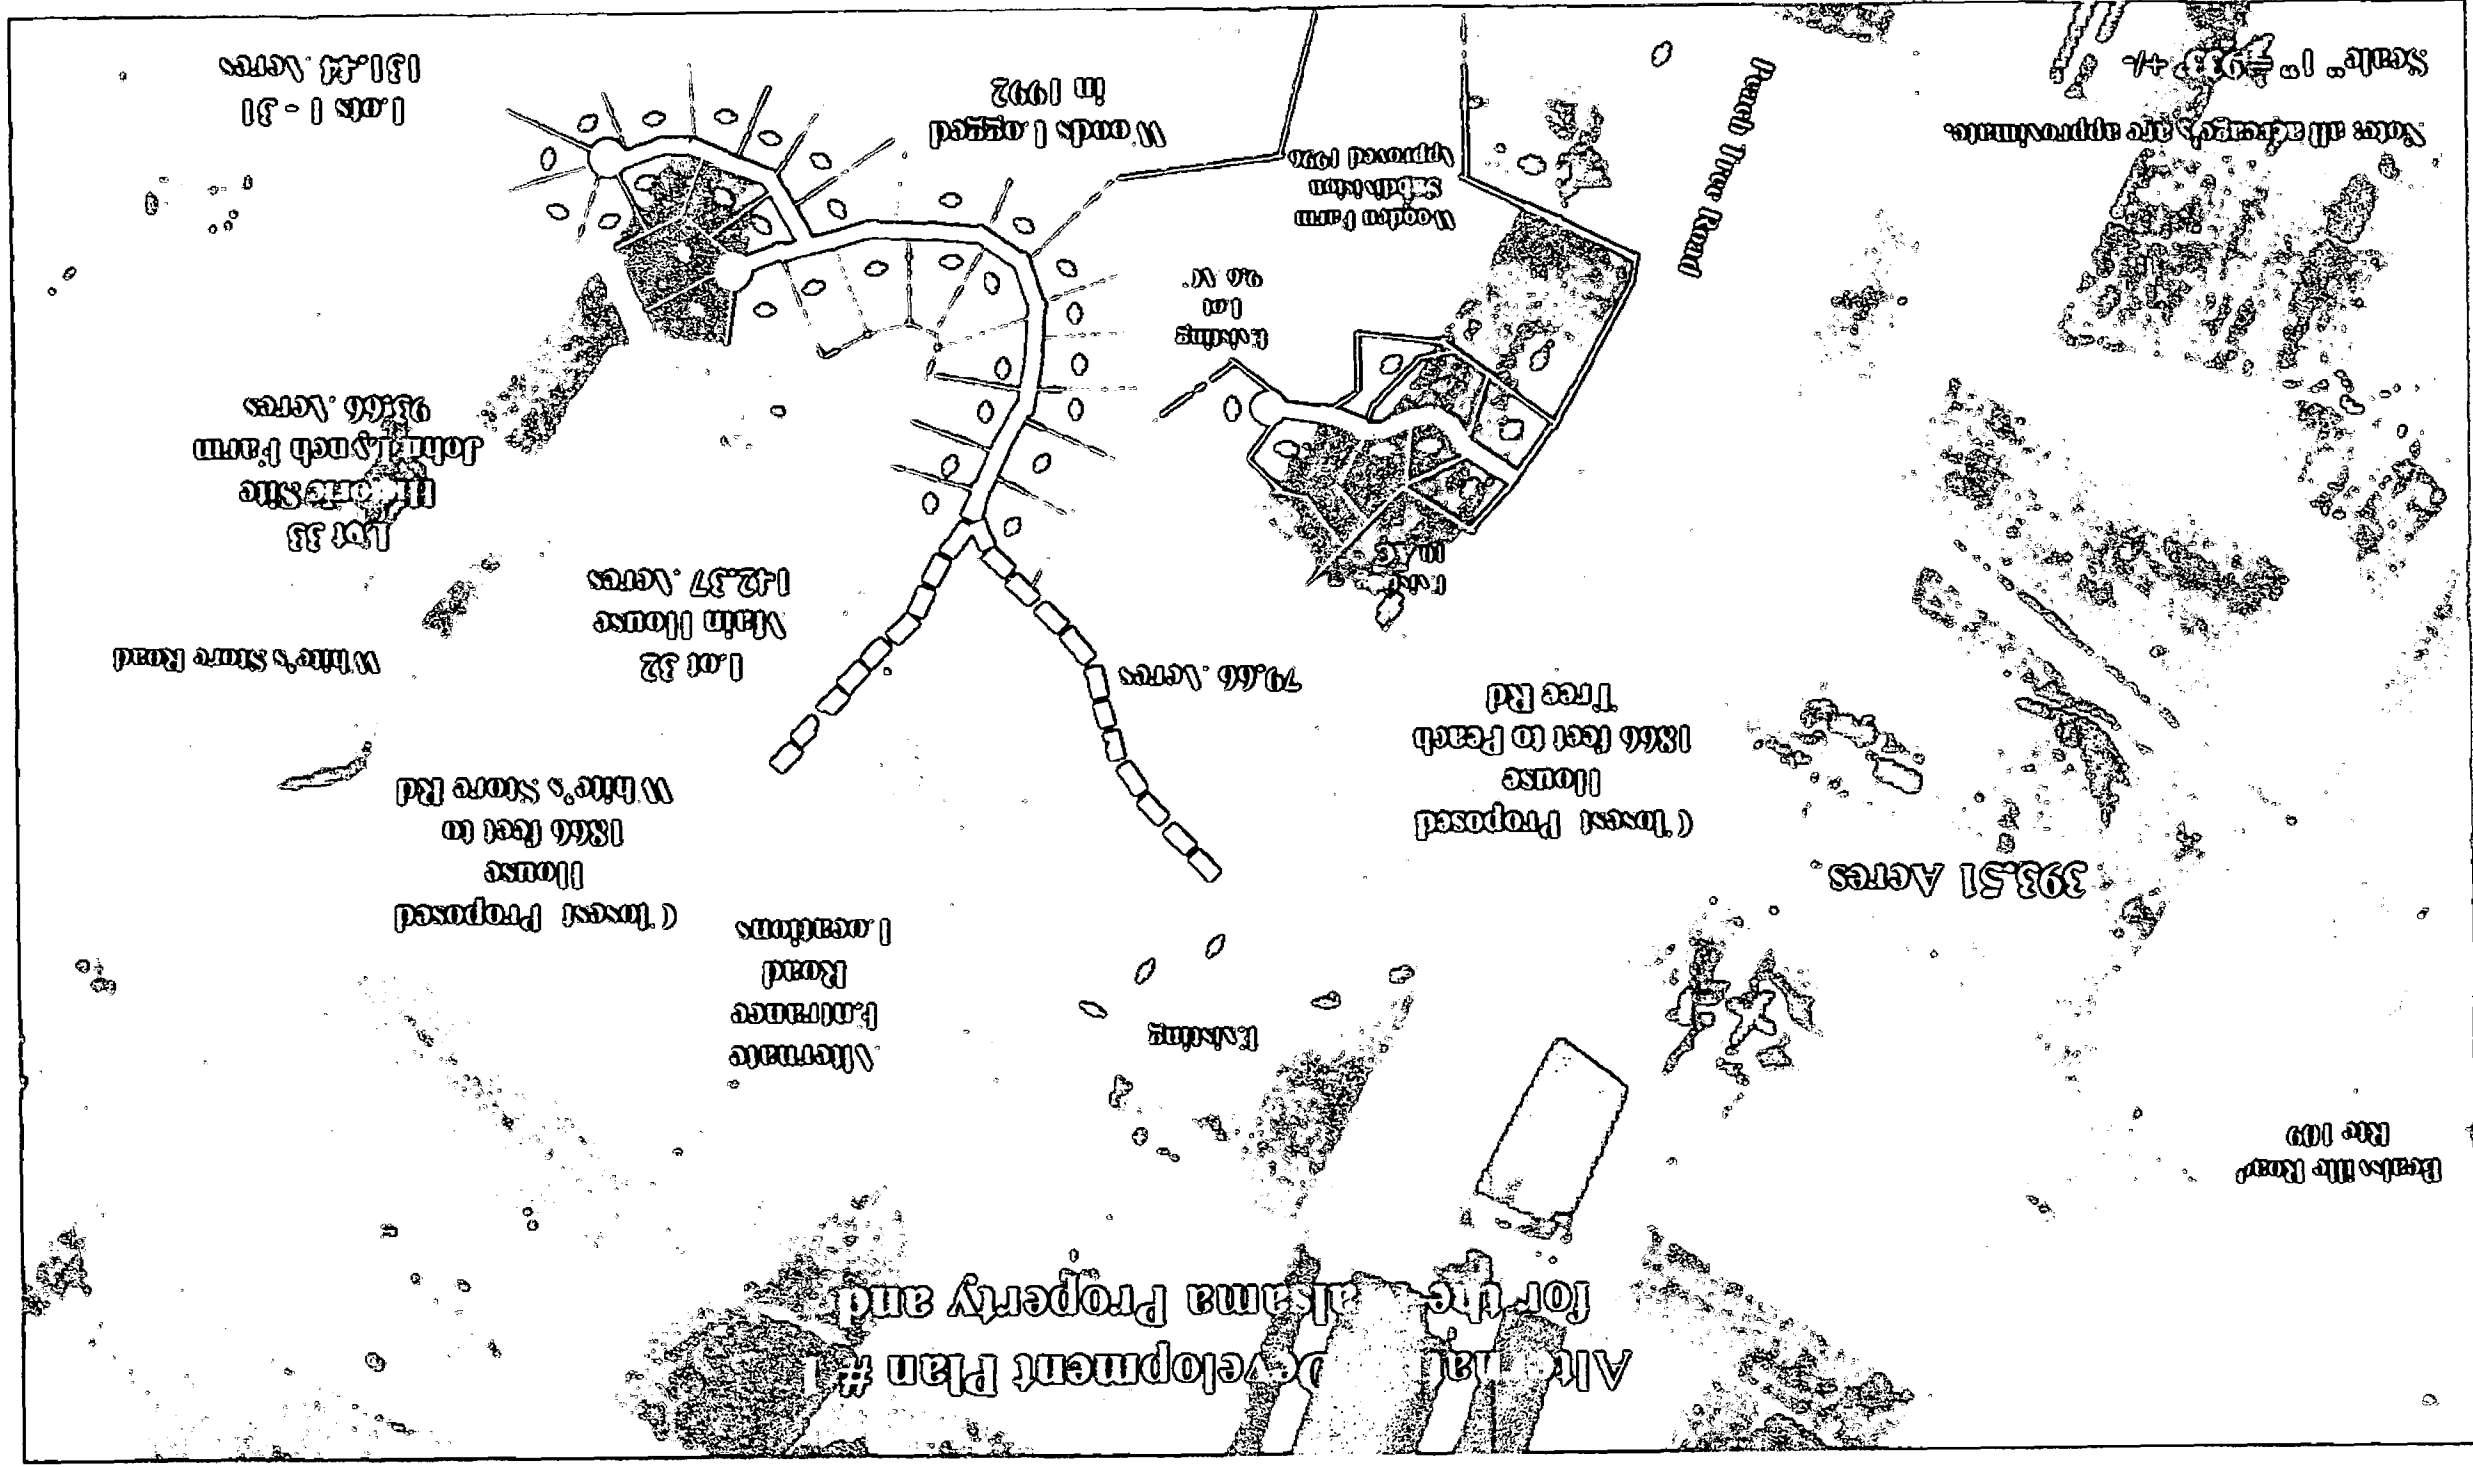 Alternate Development Plan # 1
for the Property and
Beallsville Road
Rte 109
Existing
Alternate
Entrance
Road
Locations
Closest Proposed
House
1866 feet to
White's Store Rd
393.51 Acres
Closest Proposed
House
1866 feet to Peach
Tree Rd
79.66 Acres
Lot 32
Main House
142.37 Acres
White's Store Road
Lot 33
Historic Site
John Lynch Farm
93.66 Acres
Existing
Lot
9.6 Ac.
Peach Tree Road
Wooden Farm
Subdivision
Approved 1996
Woods Logged
in 1992
Lots 1 - 31
131.44 Acres
Note: all acreages are approximate.
Scale" 1" = 933' +/-